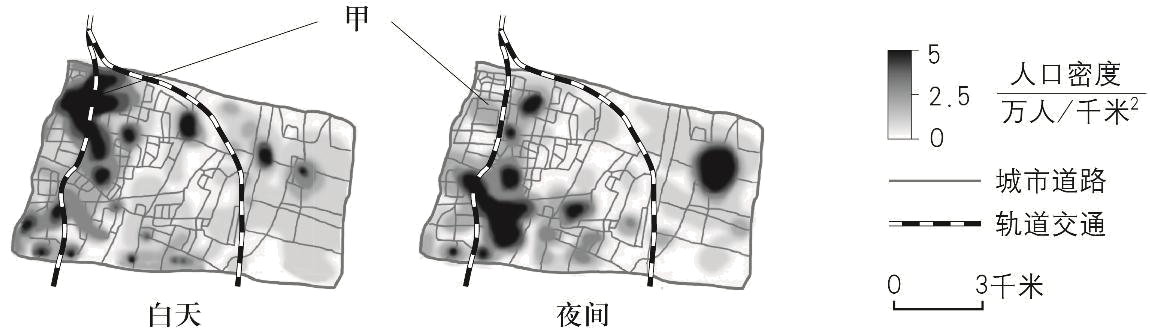 甲
白天
夜间
5
2.5
0
人口密度
万人/千米²
城市道路
轨道交通
0 3千米